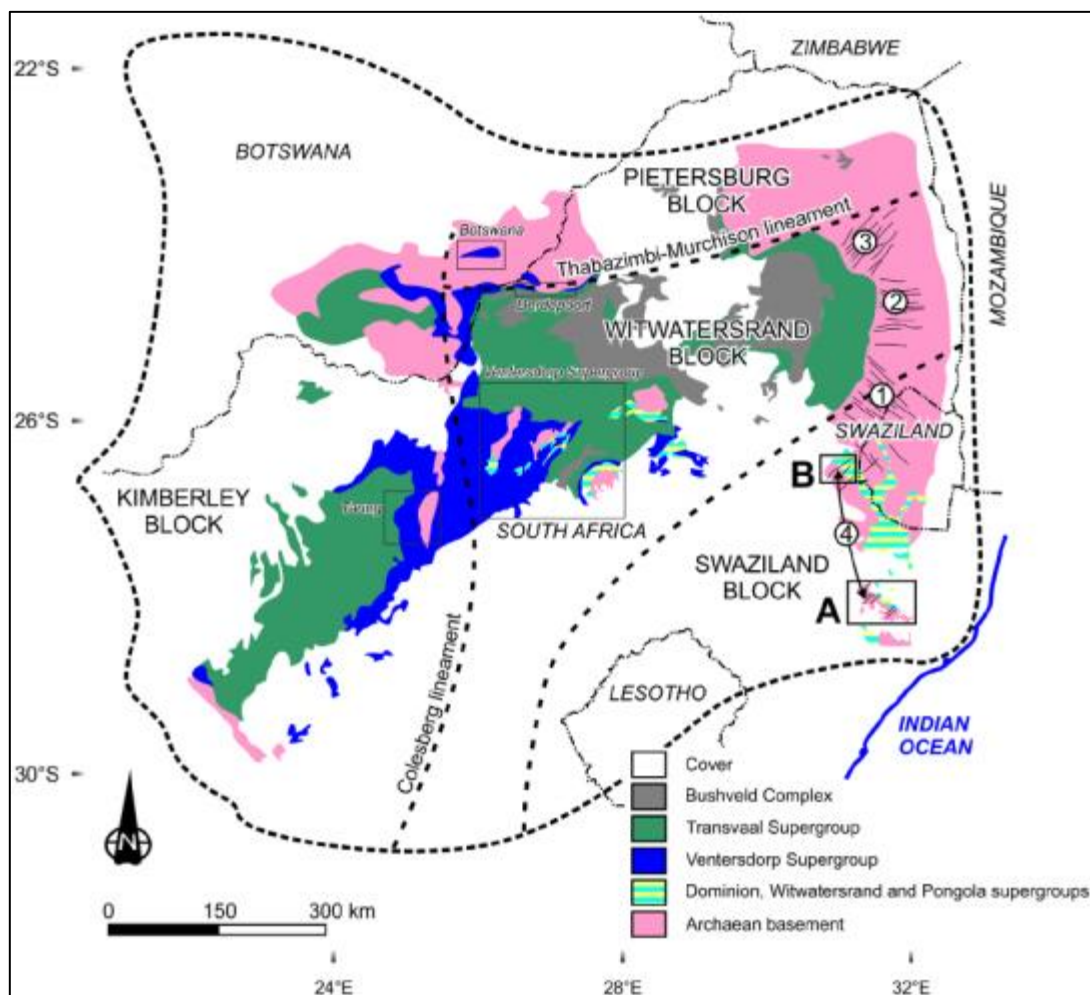 ZIMBABWE
22°S
BOTSWANA
PIETERSBURG
BLOCK
MOZAMBIQUE
Botswana
Thabazimbi-Murchison lineament
3
2
Derdepoort
WITWATERSRAND
BLOCK
Ventersdorp Supergroup
1
26°S
SWAZILAND
B
KIMBERLEY
BLOCK
SOUTH AFRICA
4
SWAZILAND
BLOCK
A
Colesberg lineament
LESOTHO
INDIAN
OCEAN
Cover
30°S
Bushveld Complex
Transvaal Supergroup
Ventersdorp Supergroup
N
Dominion, Witwatersrand and Pongola supergroups
0 150 300 km
Archaean basement
24°E 28°E 32°E